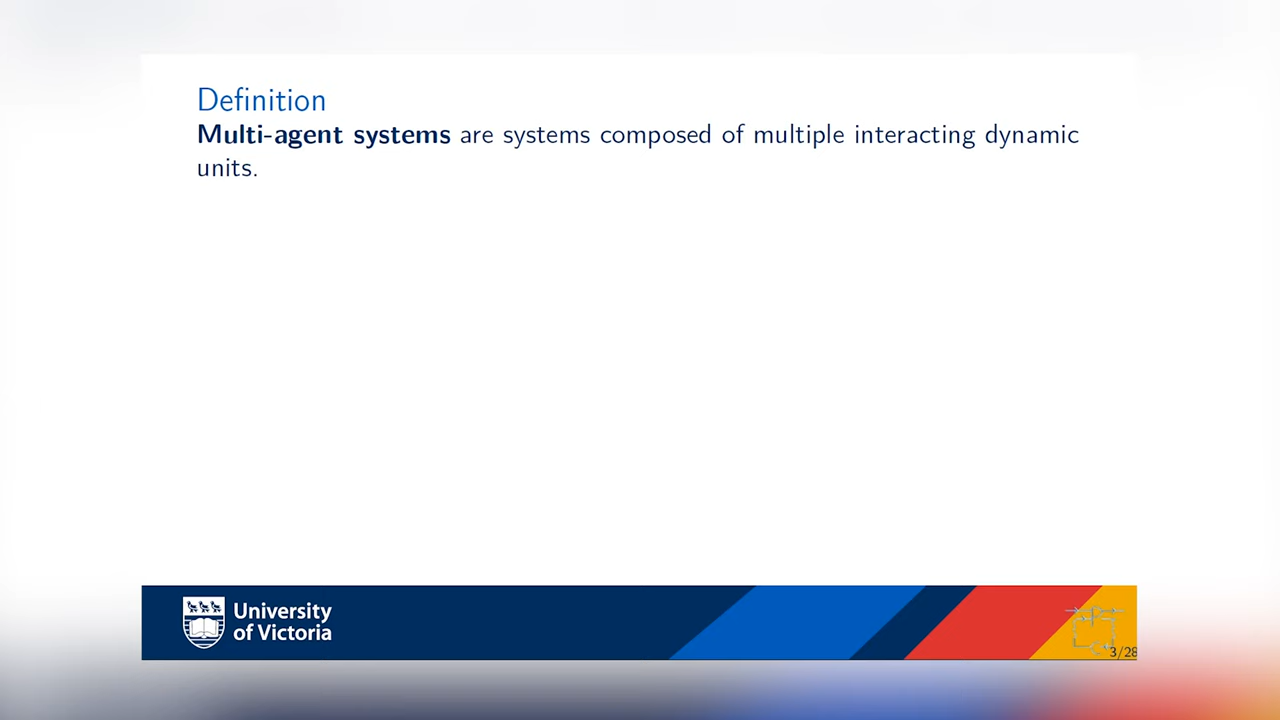 Definition
Multi-agent systems are systems composed of multiple interacting dynamic
units.
University
of Victoria
3/28